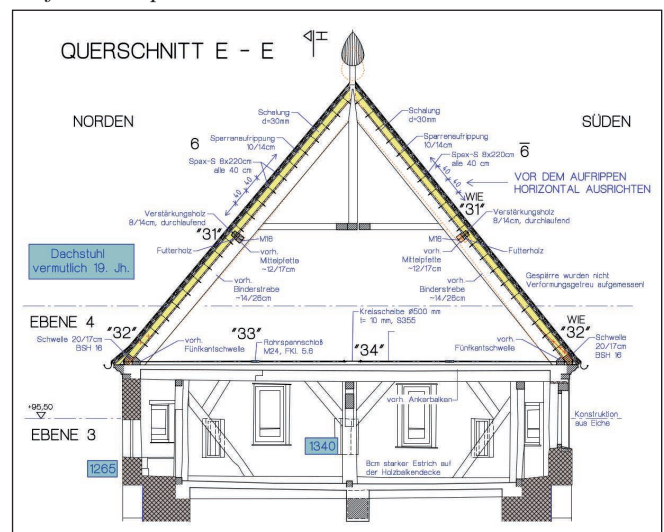 QUERSCHNITT E - E
H
NORDEN
SÜDEN
Schalung
d=30mm
Sparrenaufrippung
10/14cm
6
Spax-S 8x220cm
alle 40 cm
40
40
40
Schalung
d=30mm
Sparrenaufrippung
10/14cm
6
Spax-S 8x220cm
alle 40 cm
40
40
40
VOR DEM AUFRIPPEN
HORIZONTAL AUSRICHTEN
Verstärkungsholz
8/14cm, durchlaufend
"31"
Futterholz
M16
vorh.
Mittelpfette
~12/17cm
WIE
"31"
Verstärkungsholz
8/14cm, durchlaufend
M16
Futterholz
vorh.
Mittelpfette
~12/17cm
Dachstuhl
vermutlich 19. Jh.
vorh.
Binderstrebe
~14/26cm
vorh.
Binderstrebe
~14/26cm
Gespärre wurden nicht
Verformungsgetreu aufgemessen!
EBENE 4
Kreisscheibe Ø500 mm
t= 10 mm, S355
"32"
Schwelle 20/17cm
BSH 16
vorh.
Fünfkantschwelle
"33"
Rohrspannschloß
M24, FKl. 5.6
"34"
vorh.
Fünfkantschwelle
WIE
"32"
Schwelle
20/17cm
BSH 16
vorh. Ankerbalken
+95.50
EBENE 3
Konstruktion
aus Eiche
1340
1265
8cm starker Estrich auf
der Holzbalkendecke